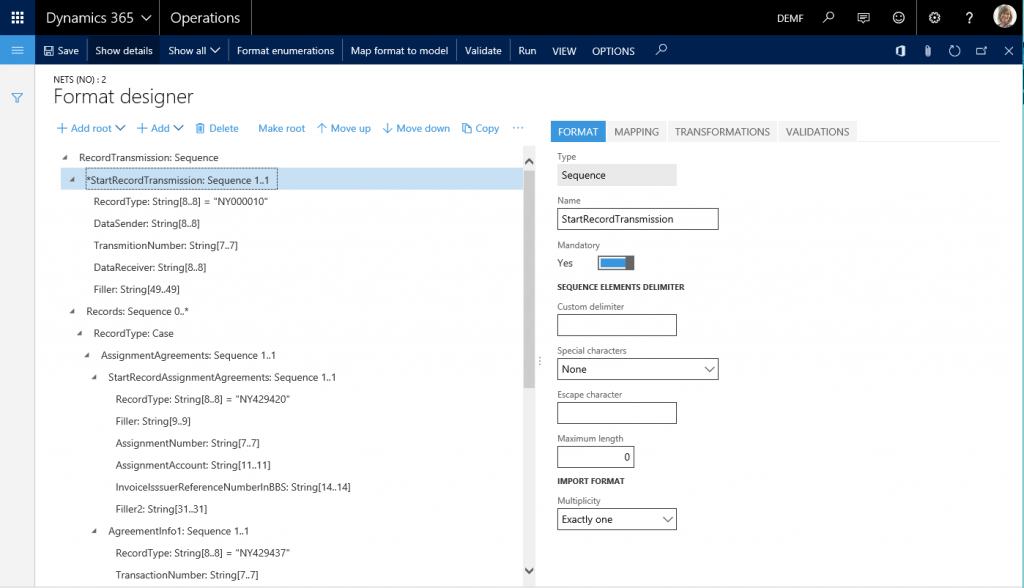 Dynamics 365 Operations DEMF ?
Save Show details Show all Format enumerations Map format to model Validate Run VIEW OPTIONS
NETS (NO) : 2
Format designer
+ Add root + Add Delete Make root Move up Move down Copy ...
RecordTransmission: Sequence
*StartRecordTransmission: Sequence 1..1
RecordType: String[8..8] = "NY000010"
DataSender: String[8..8]
TransmitionNumber: String[7..7]
DataReceiver: String[8..8]
Filler: String[49..49]
Records: Sequence 0..*
RecordType: Case
AssignmentAgreements: Sequence 1..1
StartRecordAssignmentAgreements: Sequence 1..1
RecordType: String[8..8] = "NY429420"
Filler: String[9..9]
AssignmentNumber: String[7..7]
AssignmentAccount: String[11..11]
InvoiceIsssuerReferenceNumberInBBS: String[14..14]
Filler2: String[31..31]
AgreementInfo1: Sequence 1..1
RecordType: String[8..8] = "NY429437"
TransactionNumber: String[7..7]
FORMAT MAPPING TRANSFORMATIONS VALIDATIONS
Type
Sequence
Name
StartRecordTransmission
Mandatory
Yes
SEQUENCE ELEMENTS DELIMITER
Custom delimiter
Special characters
None
Escape character
Maximum length
0
IMPORT FORMAT
Multiplicity
Exactly one